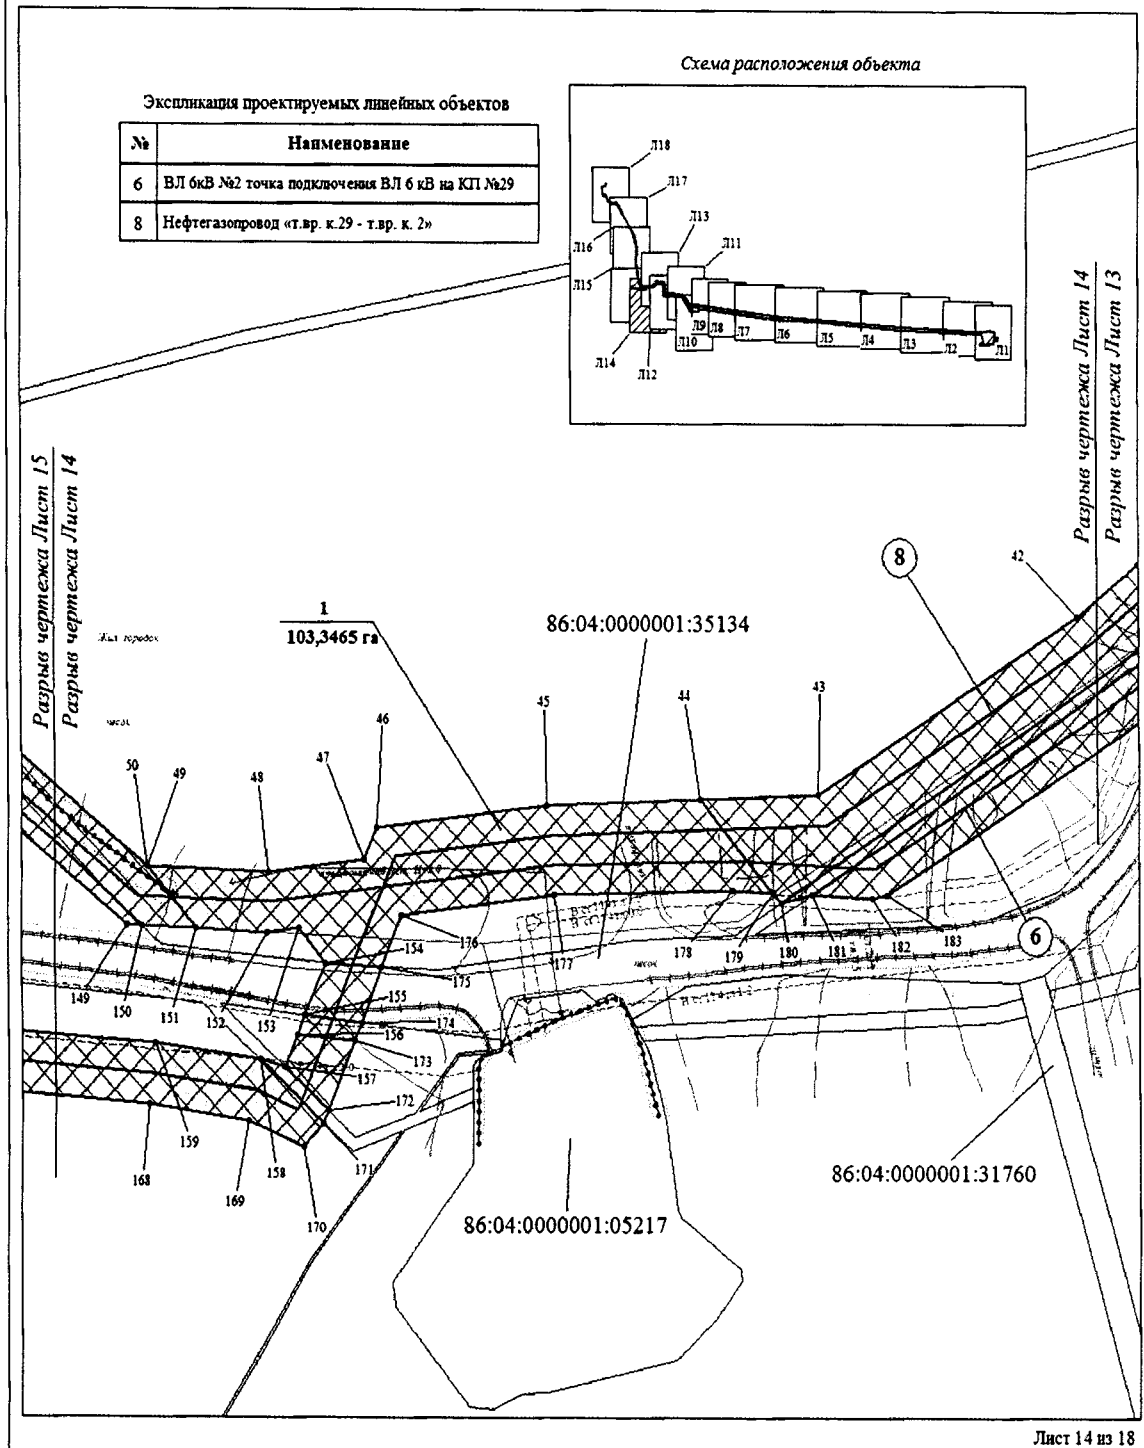 Схема расположения объекта
Экспликация проектируемых линейных объектов
№ Наименование
6 ВЛ 6кВ №2 точка подключения ВЛ 6 кВ на КП №29
8 Нефтегазопровод «т.вр. к.29 - т.вр. к. 2»
Л18
Л17
Л16
Л13
Л11
Л15
Л14
Л12
Л10
Л9
Л8
Л7
Л6
Л5
Л4
Л3
Л2
Л1
Разрыв чертежа Лист 15
Разрыв чертежа Лист 14
Разрыв чертежа Лист 14
Разрыв чертежа Лист 13
8
42
1
103,3465 га
86:04:0000001:35134
Жил. городок
песок
43
44
45
46
47
48
49
50
149
150
151
152
153
154
155
156
157
158
159
168
169
170
171
172
173
174
175
176
177
178
179
180
181
182
183
6
песок
86:04:0000001:31760
86:04:0000001:05217
Лист 14 из 18